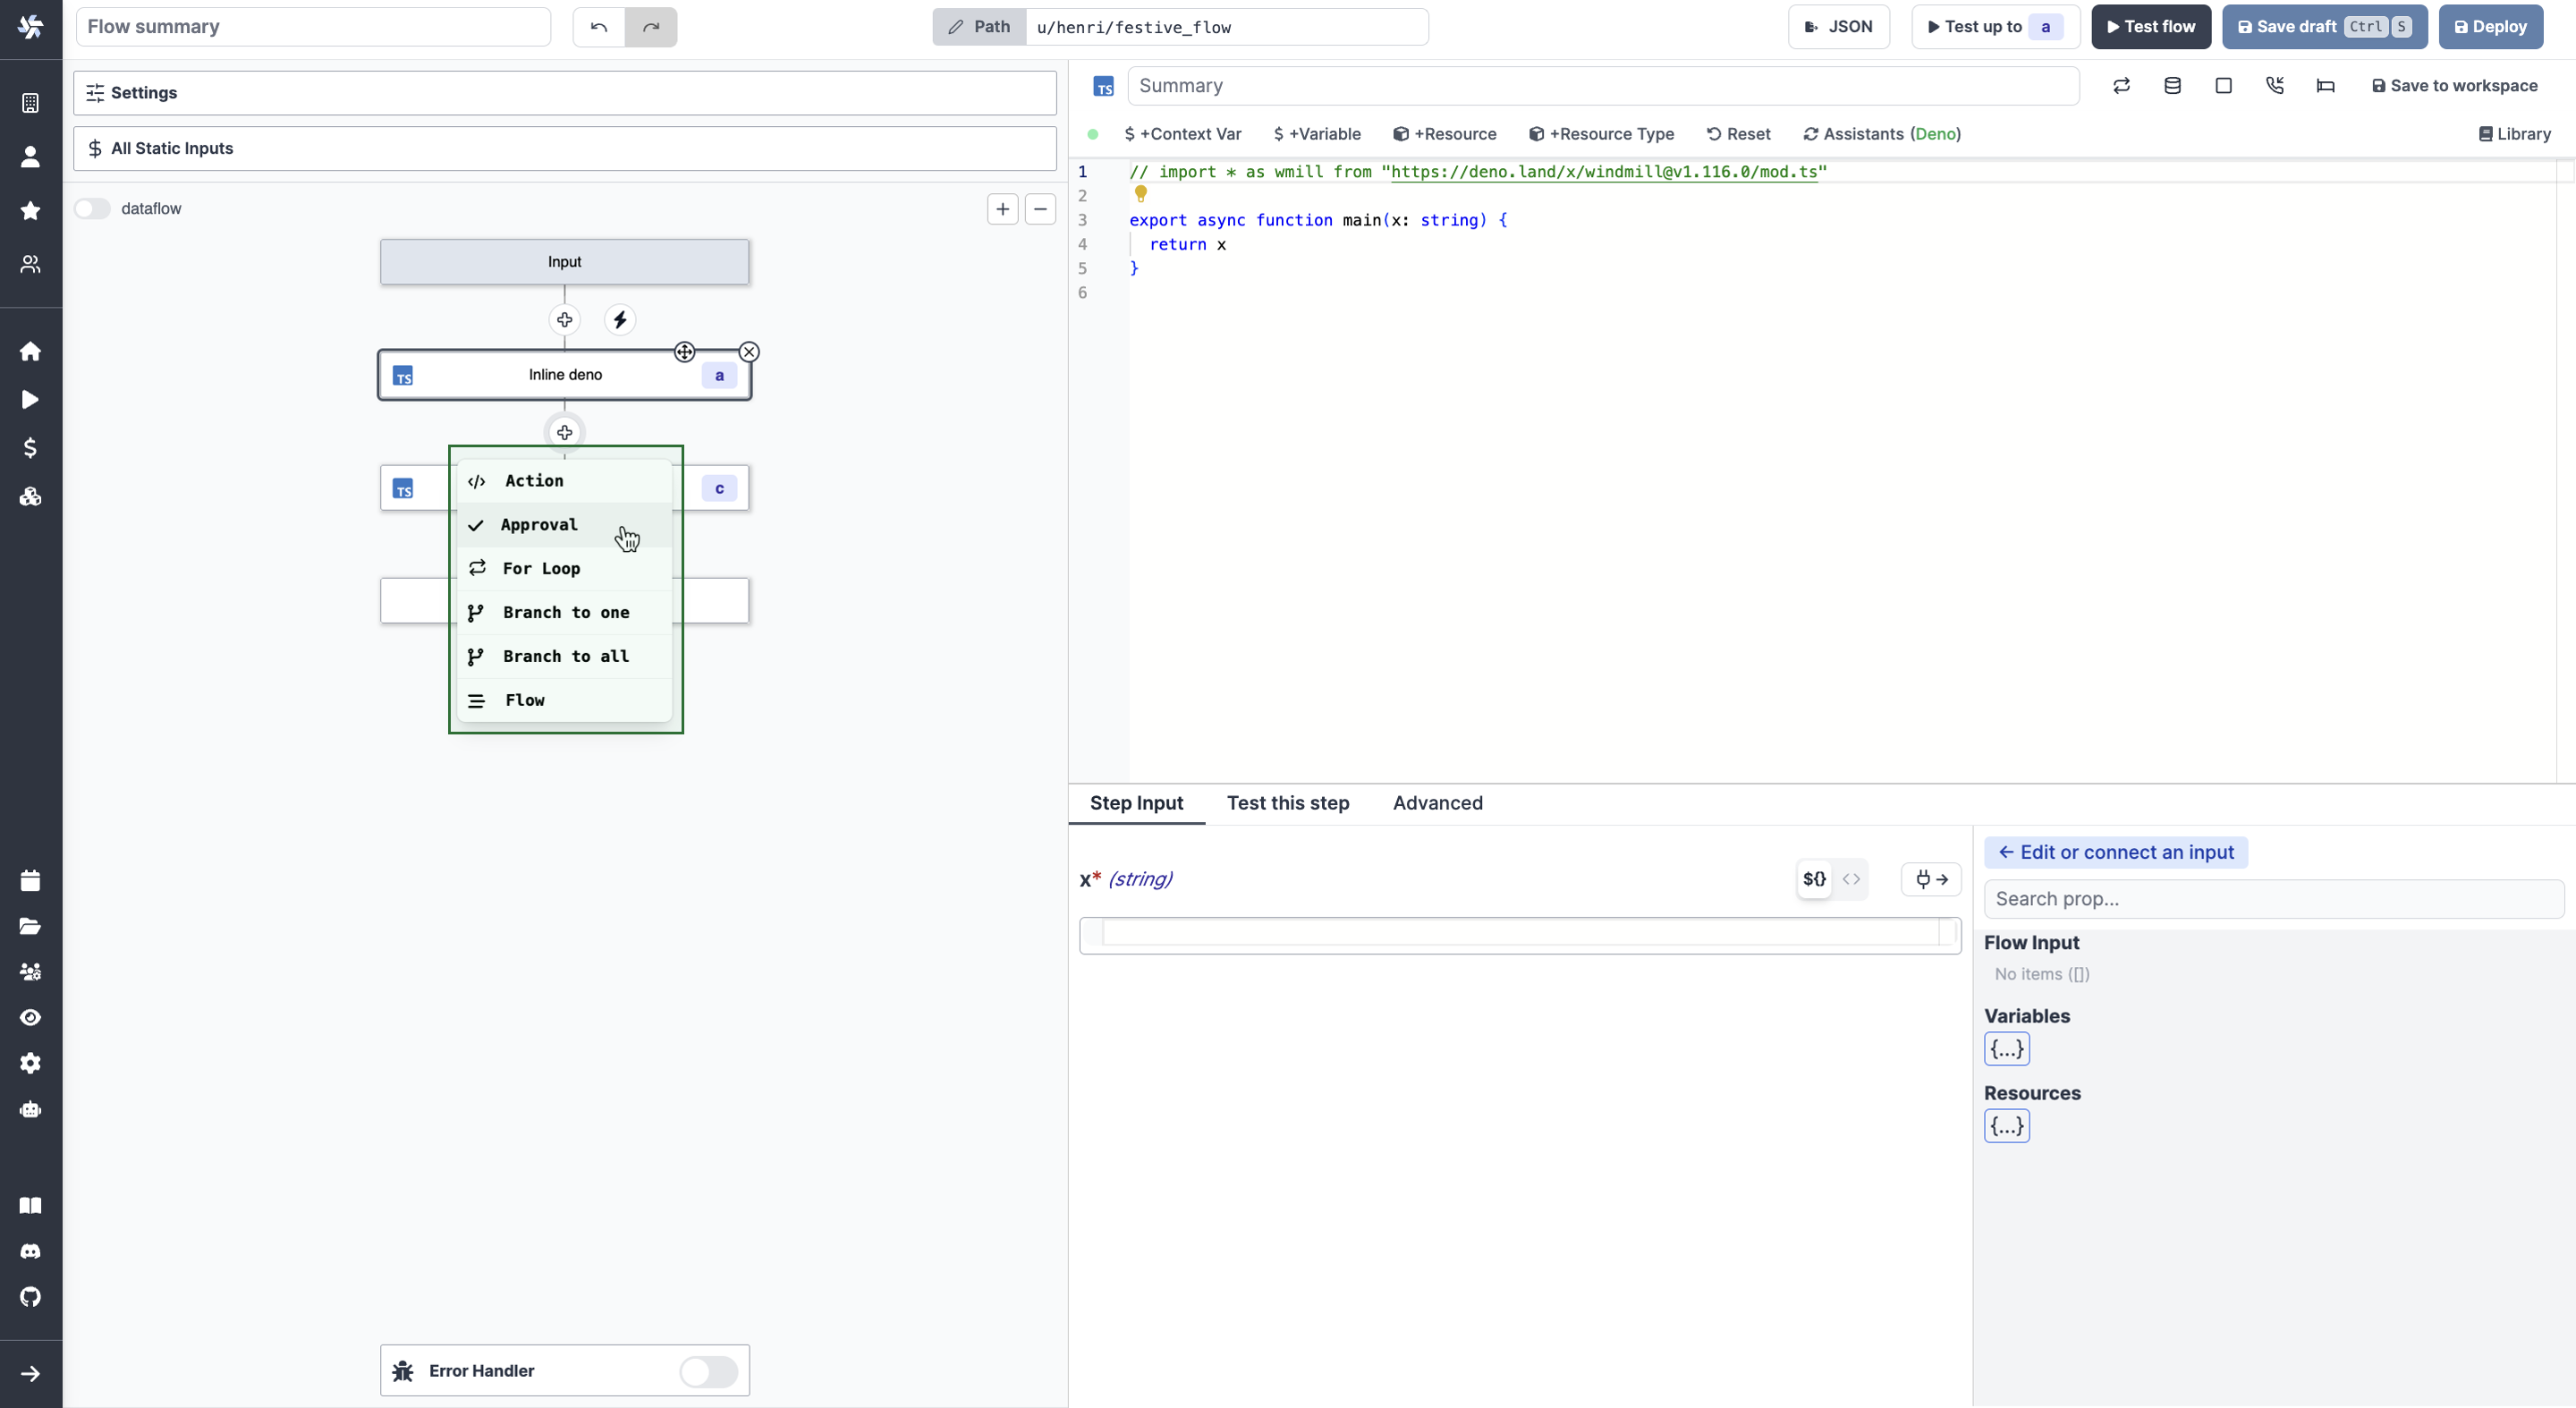 Flow summary
Path
u/henri/festive_flow
JSON
Test up to a
Test flow
Save draft Ctrl S
Deploy
Settings
All Static Inputs
dataflow
Input
TS Inline deno a
TS c
Action
Approval
For Loop
Branch to one
Branch to all
Flow
Error Handler
TS Summary
Save to workspace
$ +Context Var
$ +Variable
+Resource
+Resource Type
Reset
Assistants (Deno)
Library
1 // import * as wmill from "https://deno.land/x/windmill@v1.116.0/mod.ts"
2
3 export async function main(x: string) {
4 return x
5 }
6
Step Input
Test this step
Advanced
x* (string)
${}
<>
← Edit or connect an input
Search prop...
Flow Input
No items ([])
Variables
{...}
Resources
{...}